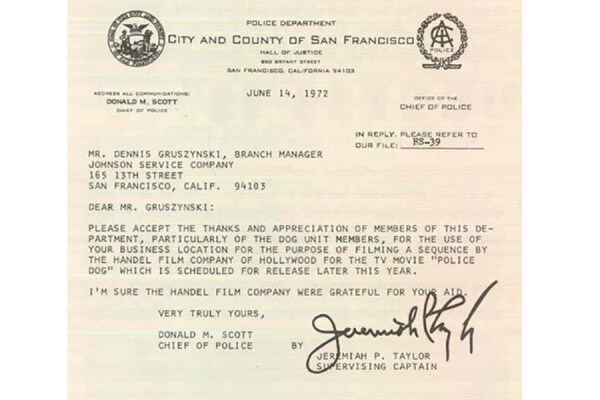 POLICE DEPARTMENT
CITY AND COUNTY OF SAN FRANCISCO
HALL OF JUSTICE
850 BRYANT STREET
SAN FRANCISCO, CALIFORNIA 94103
POLICE
ADDRESS ALL COMMUNICATIONS:
DONALD M. SCOTT
CHIEF OF POLICE
JUNE 14, 1972
OFFICE OF THE
CHIEF OF POLICE
IN REPLY, PLEASE REFER TO
OUR FILE: HS-39
MR. DENNIS GRUSZYNSKI, BRANCH MANAGER
JOHNSON SERVICE COMPANY
165 13TH STREET
SAN FRANCISCO, CALIF. 94103
DEAR MR. GRUSZYNSKI:
PLEASE ACCEPT THE THANKS AND APPRECIATION OF MEMBERS OF THIS DE-
PARTMENT, PARTICULARLY OF THE DOG UNIT MEMBERS, FOR THE USE OF
YOUR BUSINESS LOCATION FOR THE PURPOSE OF FILMING A SEQUENCE BY
THE HANDEL FILM COMPANY OF HOLLYWOOD FOR THE TV MOVIE "POLICE
DOG" WHICH IS SCHEDULED FOR RELEASE LATER THIS YEAR.
I'M SURE THE HANDEL FILM COMPANY WERE GRATEFUL FOR YOUR AID.
VERY TRULY YOURS,
DONALD M. SCOTT
CHIEF OF POLICE BY
JEREMIAH P. TAYLOR
SUPERVISING CAPTAIN